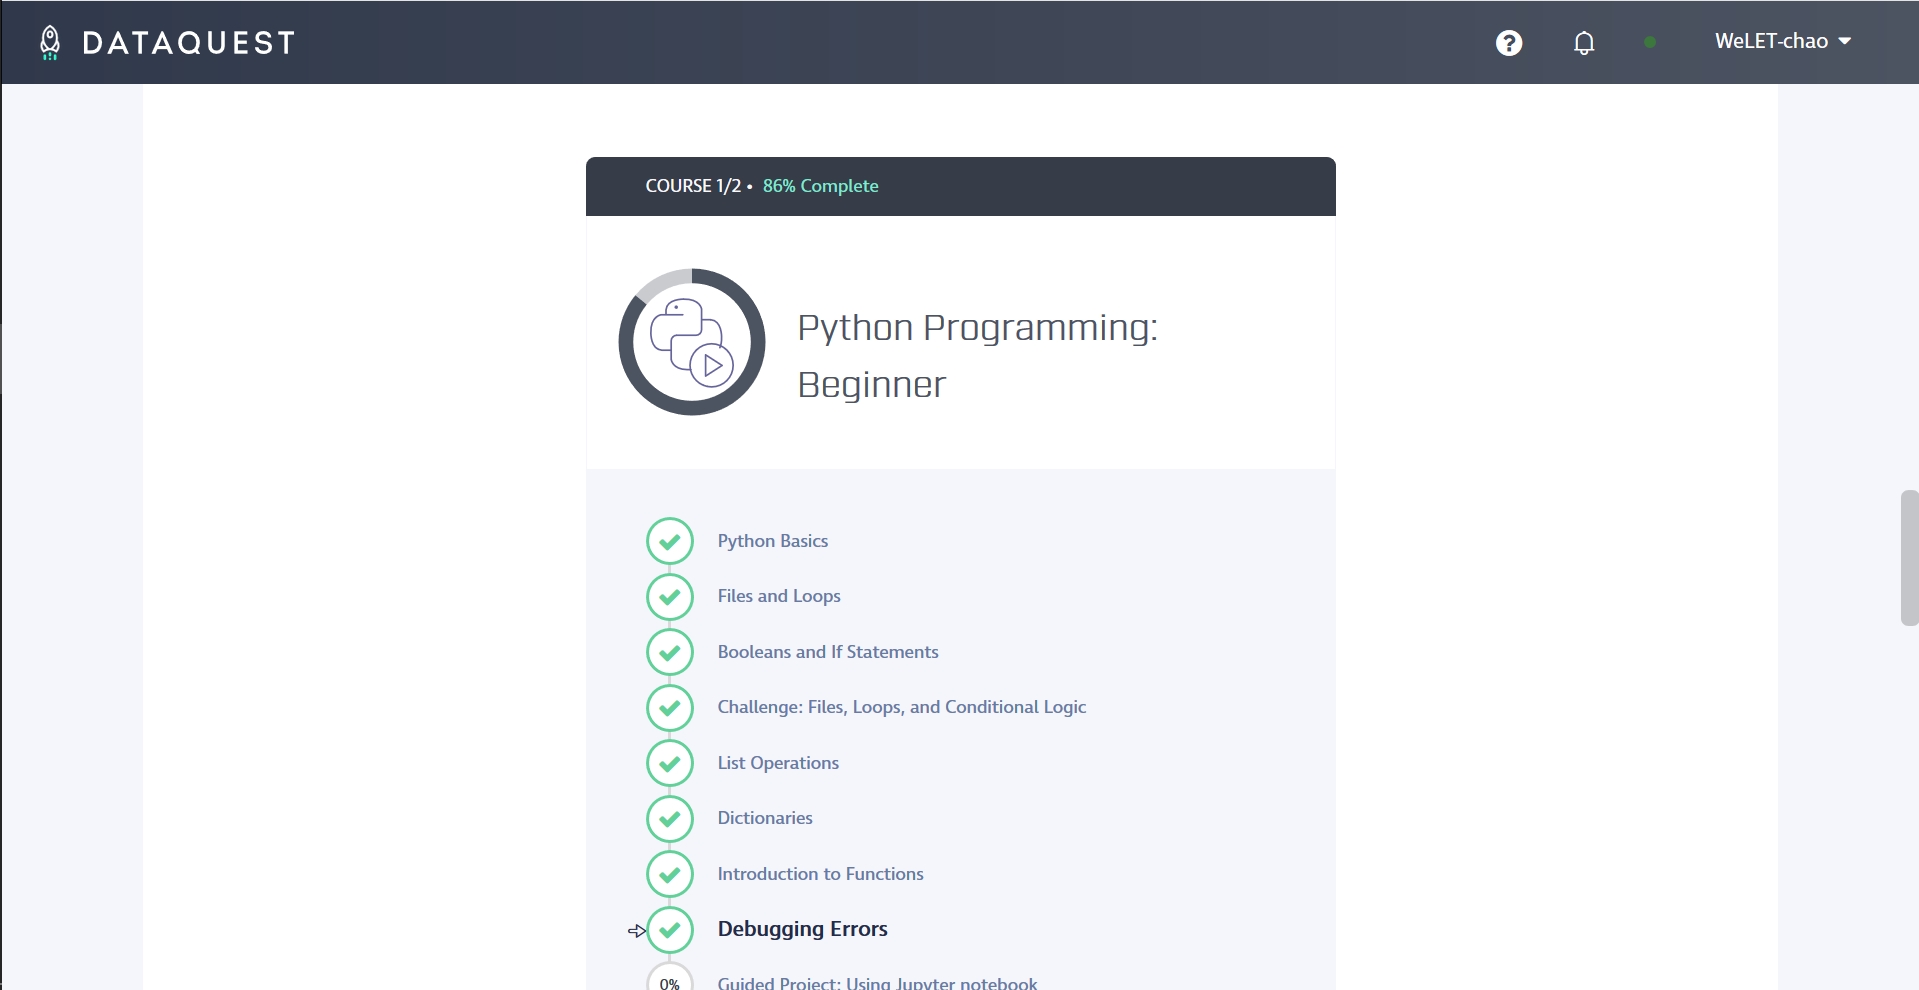 DATAQUEST
WeLET-chao
COURSE 1/2 • 86% Complete
Python Programming:
Beginner
Python Basics
Files and Loops
Booleans and If Statements
Challenge: Files, Loops, and Conditional Logic
List Operations
Dictionaries
Introduction to Functions
Debugging Errors
0% Guided Project: Using Jupyter notebook